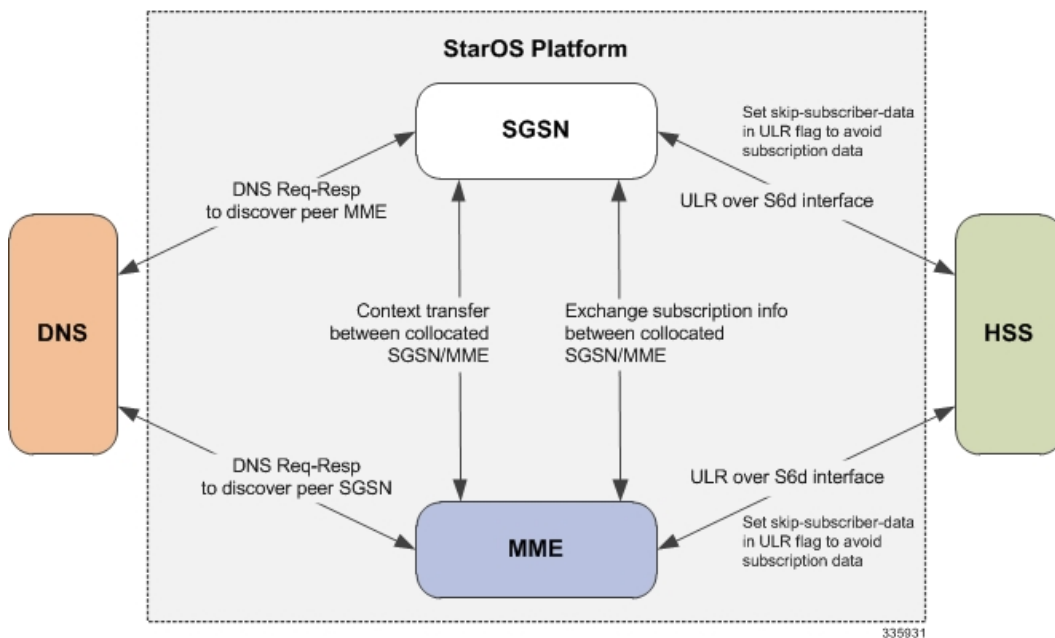 StarOS Platform
SGSN
Set skip-subscriber-data
in ULR flag to avoid
subscription data
DNS Req-Resp
to discover peer MME
ULR over S6d interface
DNS
Context transfer
between collocated
SGSN/MME
Exchange subscription info
between collocated
SGSN/MME
HSS
DNS Req-Resp
to discover peer SGSN
ULR over S6d interface
MME
Set skip-subscriber-data
in ULR flag to avoid
subscription data
335931